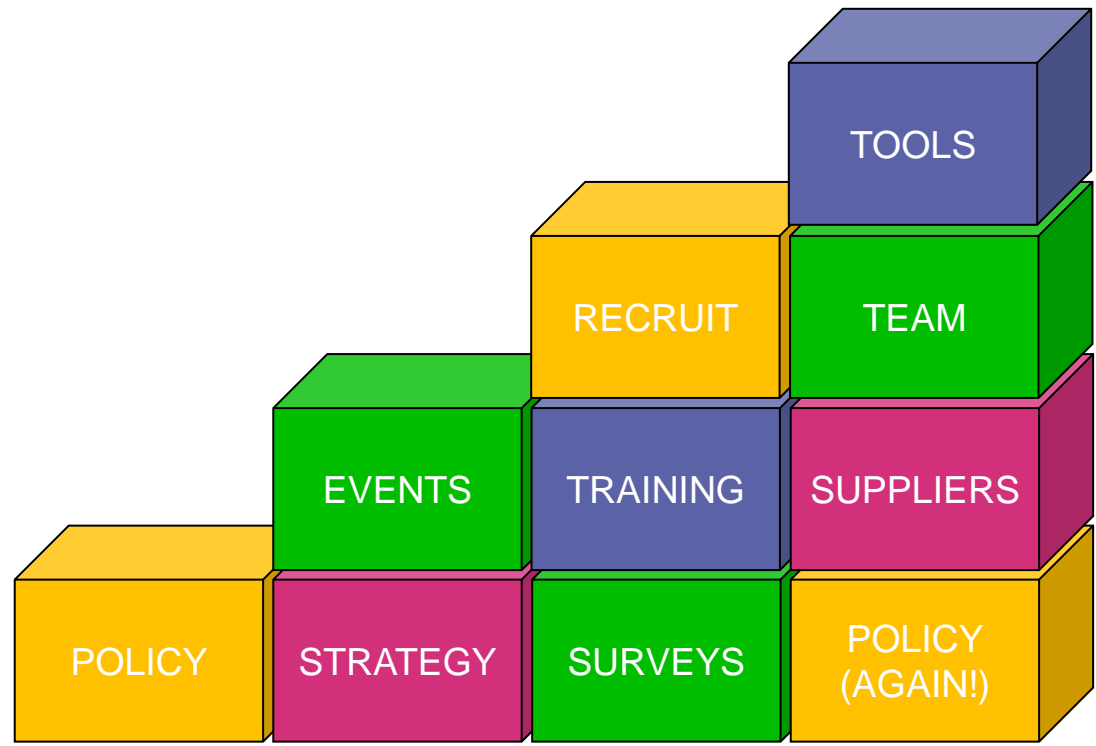 TOOLS
RECRUIT
TEAM
EVENTS
TRAINING
SUPPLIERS
POLICY
STRATEGY
SURVEYS
POLICY
(AGAIN!)